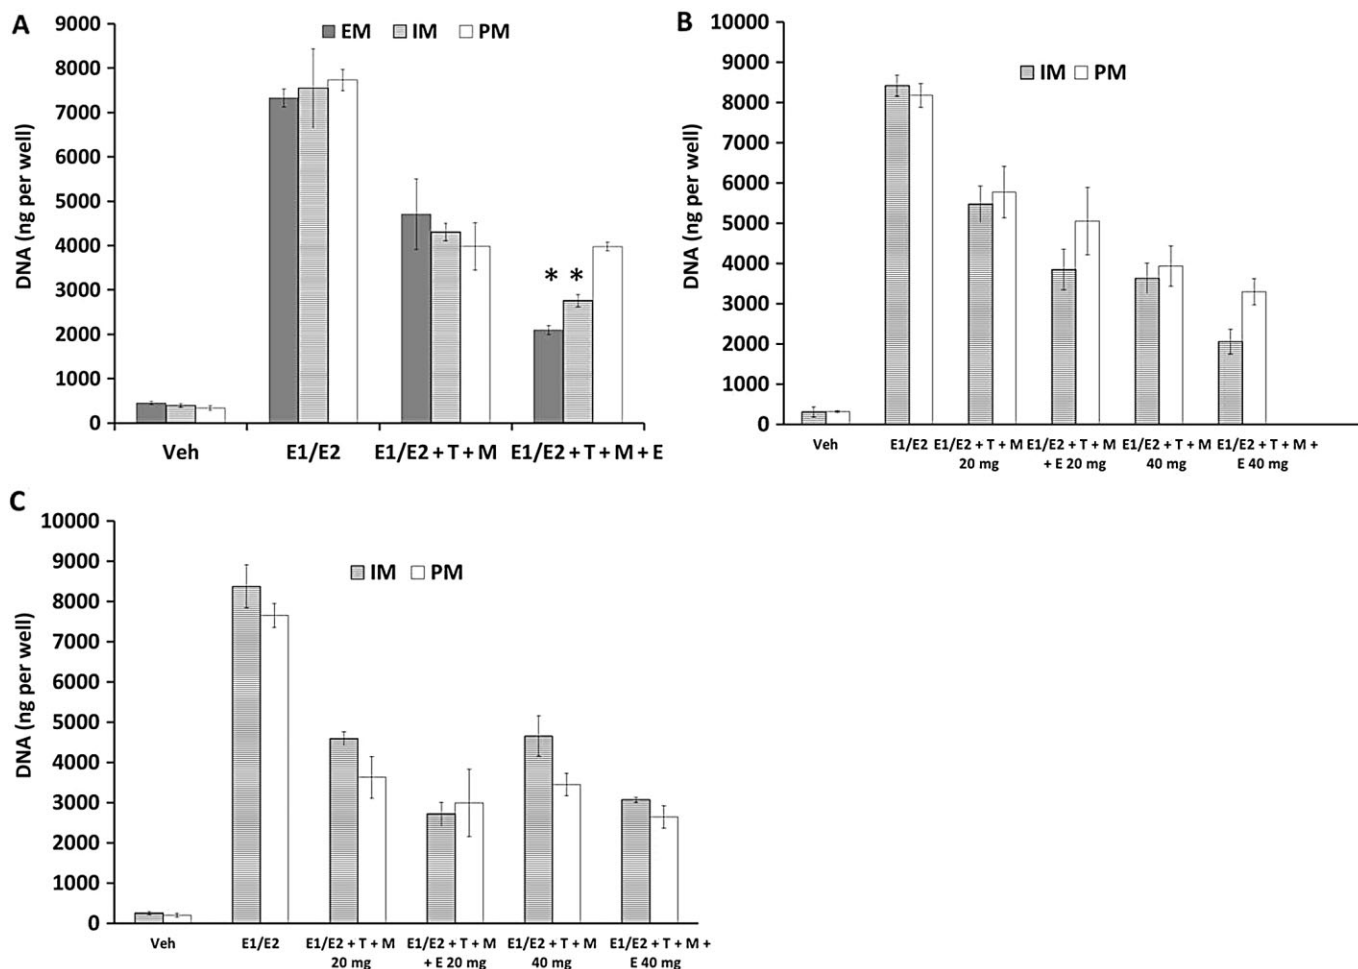 A
EM IM PM
DNA (ng per well)
9000
8000
7000
6000
5000
4000
3000
2000
1000
0
* *
Veh E1/E2 E1/E2 + T + M E1/E2 + T + M + E
B
IM PM
DNA (ng per well)
10000
9000
8000
7000
6000
5000
4000
3000
2000
1000
0
Veh E1/E2 E1/E2 + T + M E1/E2 + T + M E1/E2 + T + M E1/E2 + T + M +
20 mg + E 20 mg 40 mg E 40 mg
C
IM PM
DNA (ng per well)
10000
9000
8000
7000
6000
5000
4000
3000
2000
1000
0
Veh E1/E2 E1/E2 + T + M E1/E2 + T + M E1/E2 + T + M E1/E2 + T + M +
20 mg + E 20 mg 40 mg E 40 mg